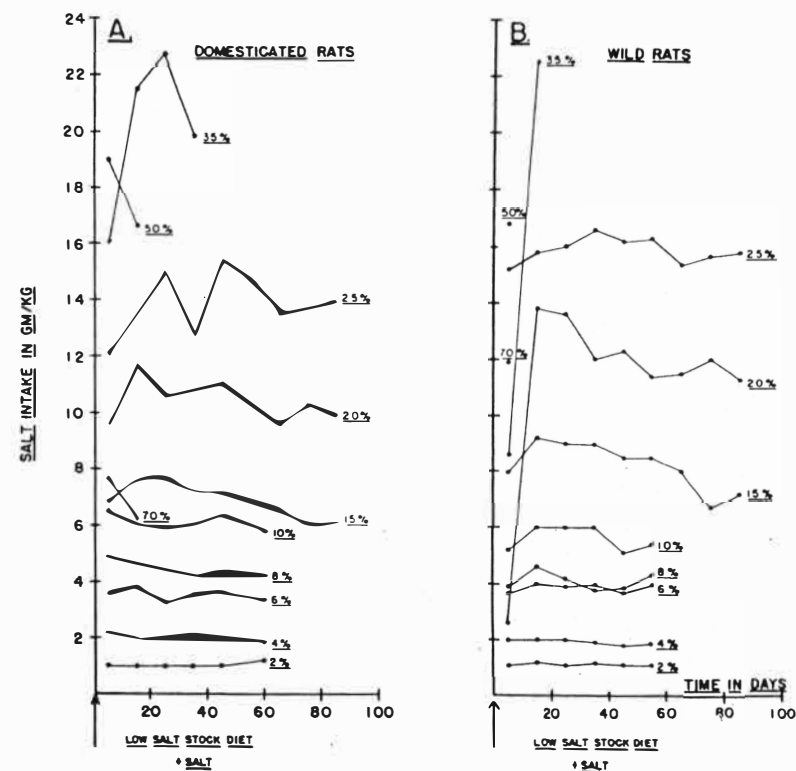 A.
DOMESTICATED RATS
24
22
20
18
16
14
12
10
8
6
4
2
SALT INTAKE IN GM/KG
35%
50%
25%
20%
70%
15%
10%
8%
6%
4%
2%
20 40 60 80 100
LOW SALT STOCK DIET
+ SALT
B.
WILD RATS
35%
50%
25%
70%
20%
15%
10%
8%
6%
4%
2%
TIME IN DAYS
20 40 60 80 100
LOW SALT STOCK DIET
+ SALT